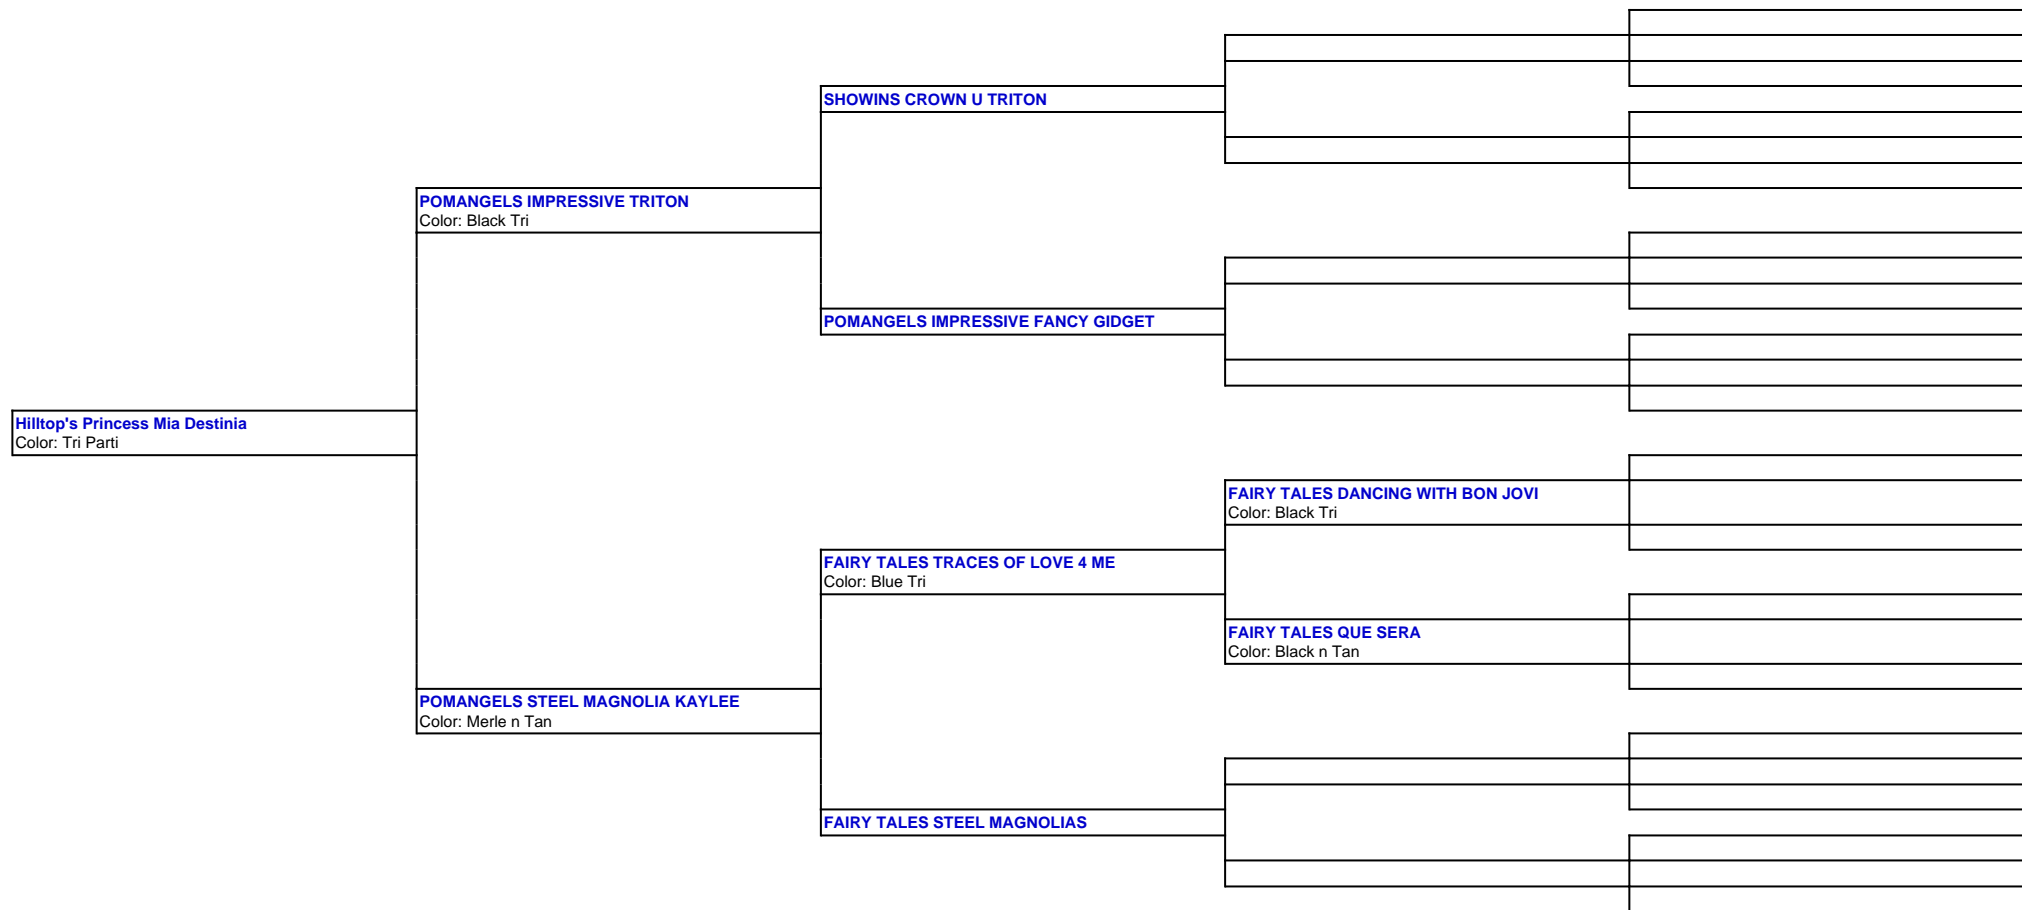 SHOWINS CROWN U TRITON
POMANGELS IMPRESSIVE TRITON
Color: Black Tri
POMANGELS IMPRESSIVE FANCY GIDGET
Hilltop's Princess Mia Destinia
Color: Tri Parti
FAIRY TALES DANCING WITH BON JOVI
Color: Black Tri
FAIRY TALES TRACES OF LOVE 4 ME
Color: Blue Tri
FAIRY TALES QUE SERA
Color: Black n Tan
POMANGELS STEEL MAGNOLIA KAYLEE
Color: Merle n Tan
FAIRY TALES STEEL MAGNOLIAS